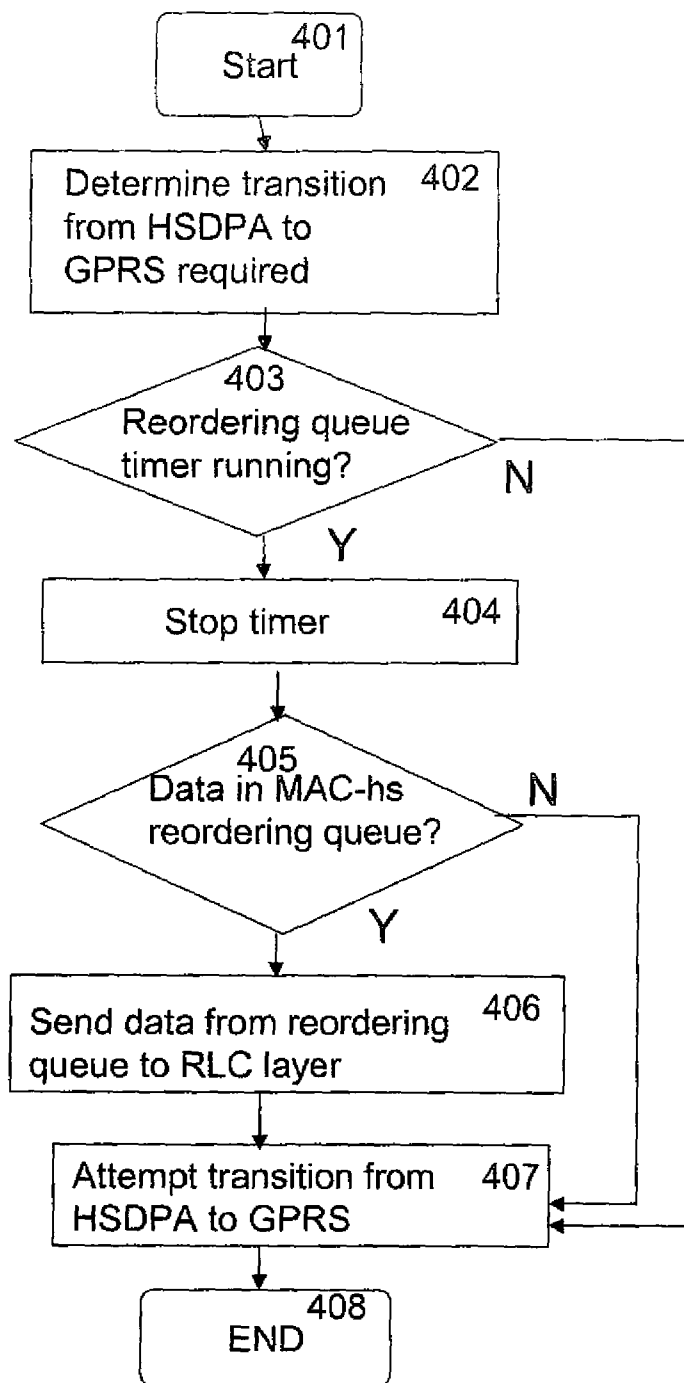 401
Start
Determine transition 402
from HSDPA to
GPRS required
403
Reordering queue
timer running?
N
Y
Stop timer 404
405
Data in MAC-hs
reordering queue?
N
Y
Send data from reordering 406
queue to RLC layer
Attempt transition from 407
HSDPA to GPRS
408
END